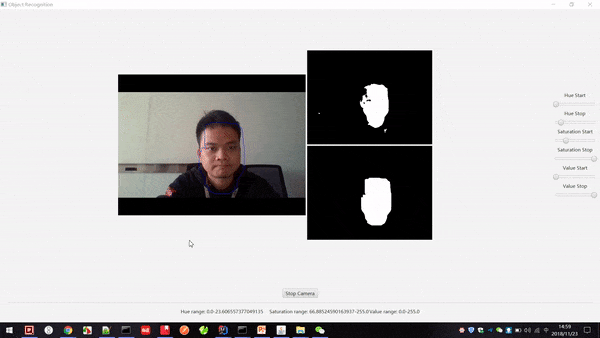 Object Recognition
Hue Start
Hue Stop
Saturation Start
Saturation Stop
Value Start
Value Stop
Stop Camera
Hue range: 0.0-23.606557377049135 Saturation range: 66.88524590163937-255.0 Value range: 0.0-255.0
14:59
2018/11/23